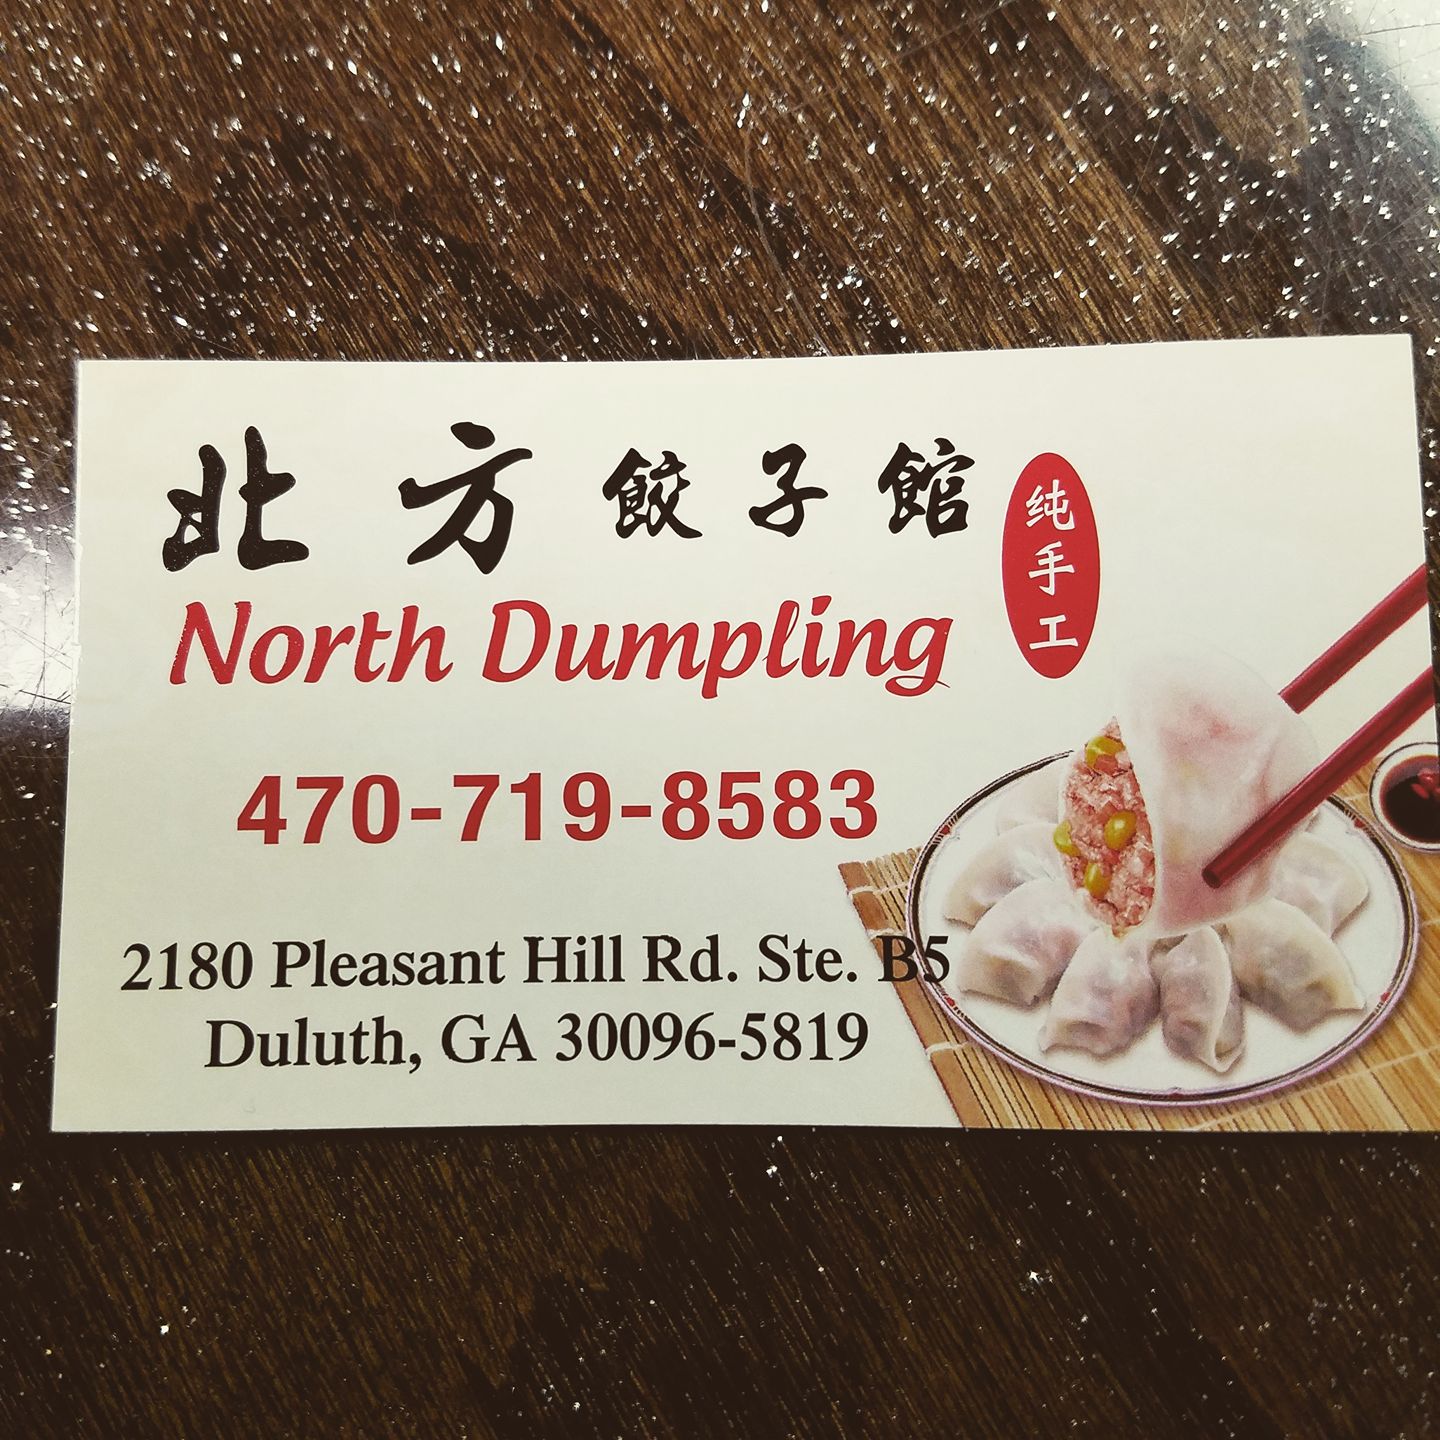 北方餃子館
纯手工
North Dumpling
470-719-8583
2180 Pleasant Hill Rd. Ste. B5
Duluth, GA 30096-5819